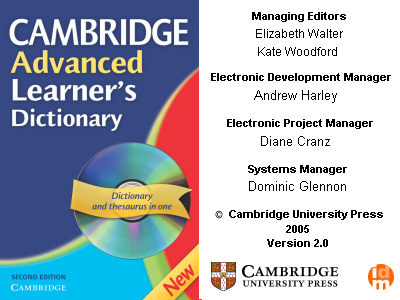 CAMBRIDGE
Advanced
Learner's
Dictionary
Dictionary
and thesaurus in one
SECOND EDITION
CAMBRIDGE
New
Managing Editors
Elizabeth Walter
Kate Woodford
Electronic Development Manager
Andrew Harley
Electronic Project Manager
Diane Cranz
Systems Manager
Dominic Glennon
© Cambridge University Press
2005
Version 2.0
CAMBRIDGE
UNIVERSITY PRESS
idm